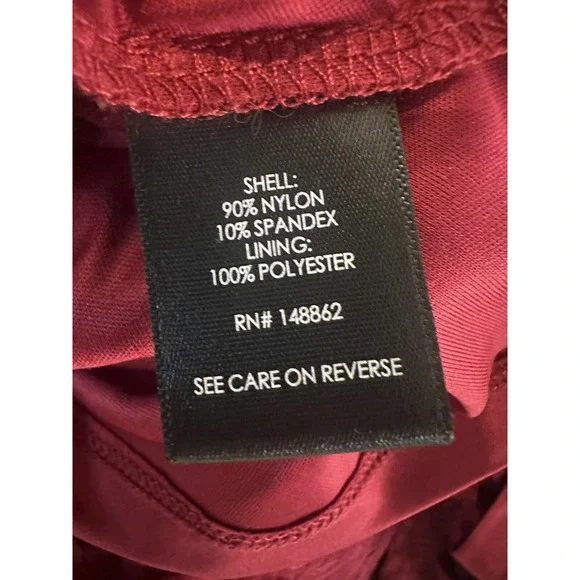 SHELL:
90% NYLON
10% SPANDEX
LINING:
100% POLYESTER
RN# 148862
SEE CARE ON REVERSE